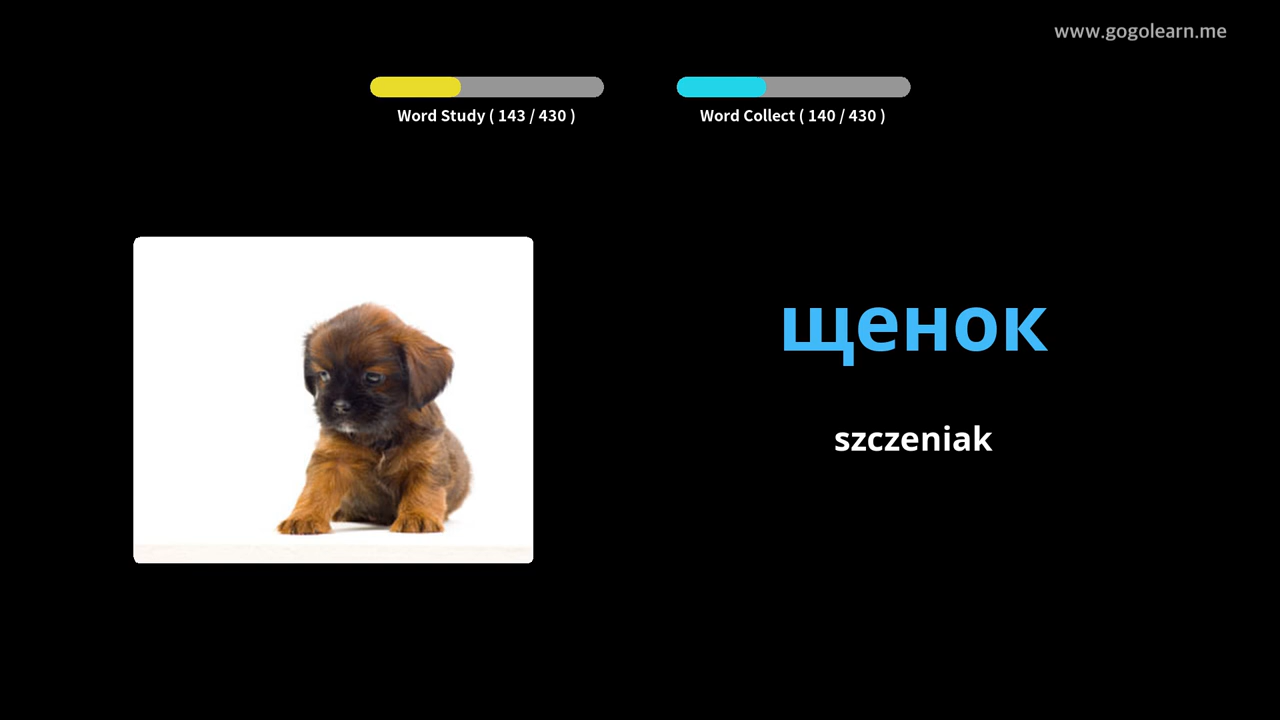 www.gogolearn.me
Word Study ( 143 / 430 )
Word Collect ( 140 / 430 )
щенок
szczeniak